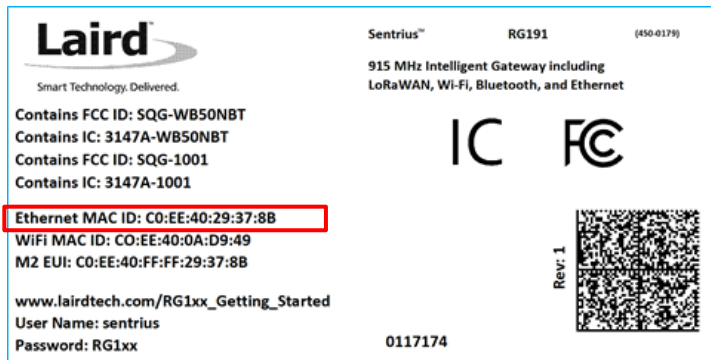 Laird
Smart Technology. Delivered.
Sentrius™ RG191 (450-0179)
915 MHz Intelligent Gateway including
LoRaWAN, Wi-Fi, Bluetooth, and Ethernet
Contains FCC ID: SQG-WB50NBT
Contains IC: 3147A-WB50NBT
Contains FCC ID: SQG-1001
Contains IC: 3147A-1001
IC FC
Ethernet MAC ID: C0:EE:40:29:37:8B
WiFi MAC ID: CO:EE:40:0A:D9:49
M2 EUI: C0:EE:40:FF:FF:29:37:8B
Rev: 1
www.lairdtech.com/RG1xx_Getting_Started
User Name: sentrius
Password: RG1xx
0117174